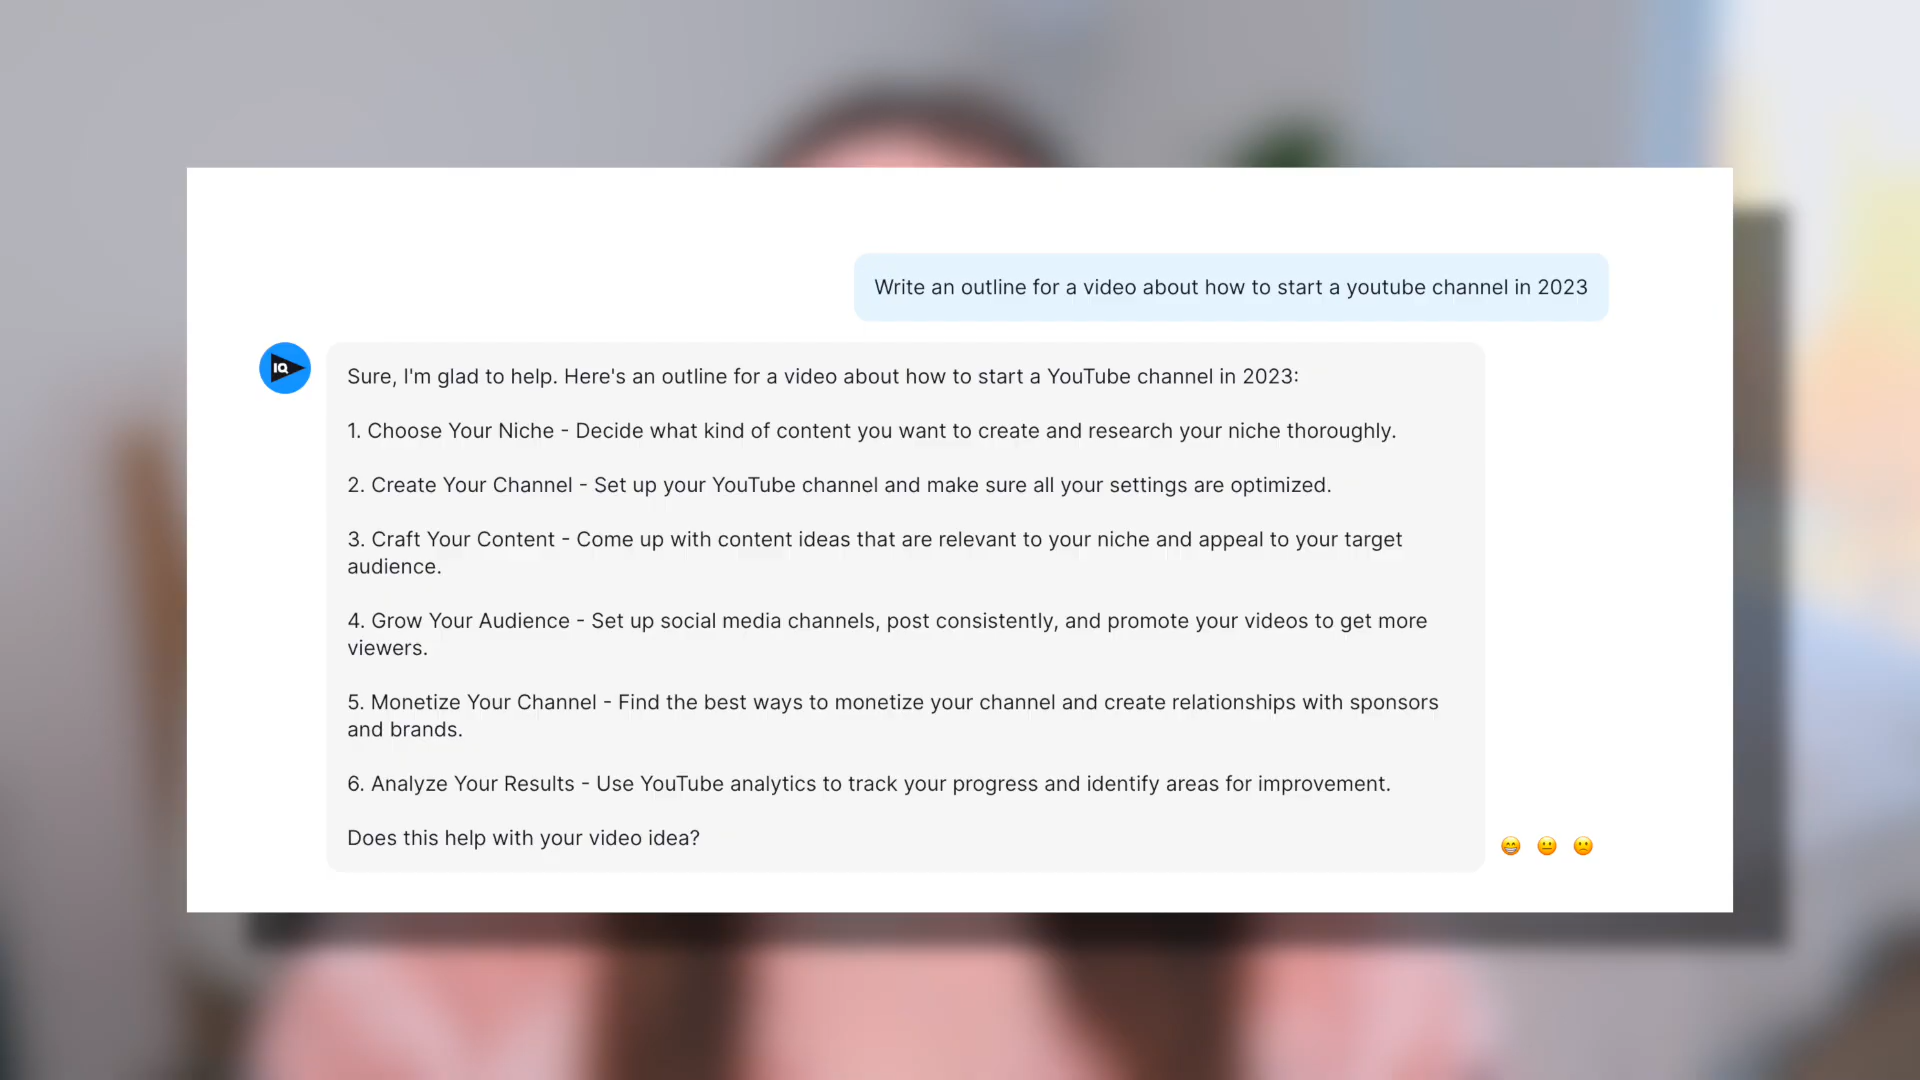 Write an outline for a video about how to start a youtube channel in 2023
IQ
Sure, I'm glad to help. Here's an outline for a video about how to start a YouTube channel in 2023:
1. Choose Your Niche - Decide what kind of content you want to create and research your niche thoroughly.
2. Create Your Channel - Set up your YouTube channel and make sure all your settings are optimized.
3. Craft Your Content - Come up with content ideas that are relevant to your niche and appeal to your target
audience.
4. Grow Your Audience - Set up social media channels, post consistently, and promote your videos to get more
viewers.
5. Monetize Your Channel - Find the best ways to monetize your channel and create relationships with sponsors
and brands.
6. Analyze Your Results - Use YouTube analytics to track your progress and identify areas for improvement.
Does this help with your video idea?